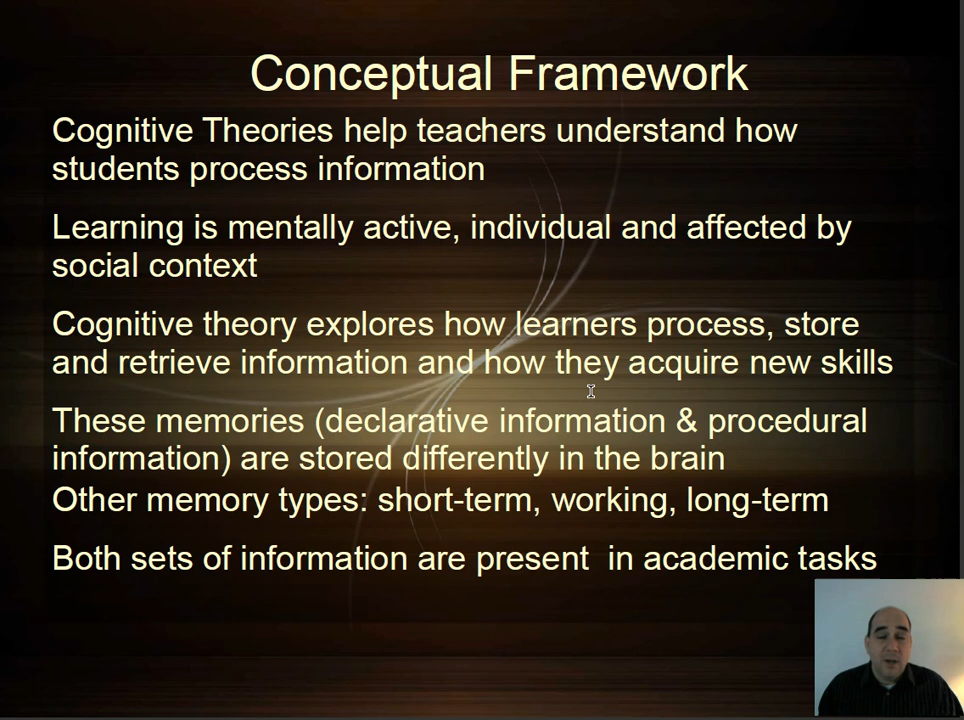 Conceptual Framework
Cognitive Theories help teachers understand how
students process information
Learning is mentally active, individual and affected by
social context
Cognitive theory explores how learners process, store
and retrieve information and how they acquire new skills
These memories (declarative information & procedural
information) are stored differently in the brain
Other memory types: short-term, working, long-term
Both sets of information are present  in academic tasks